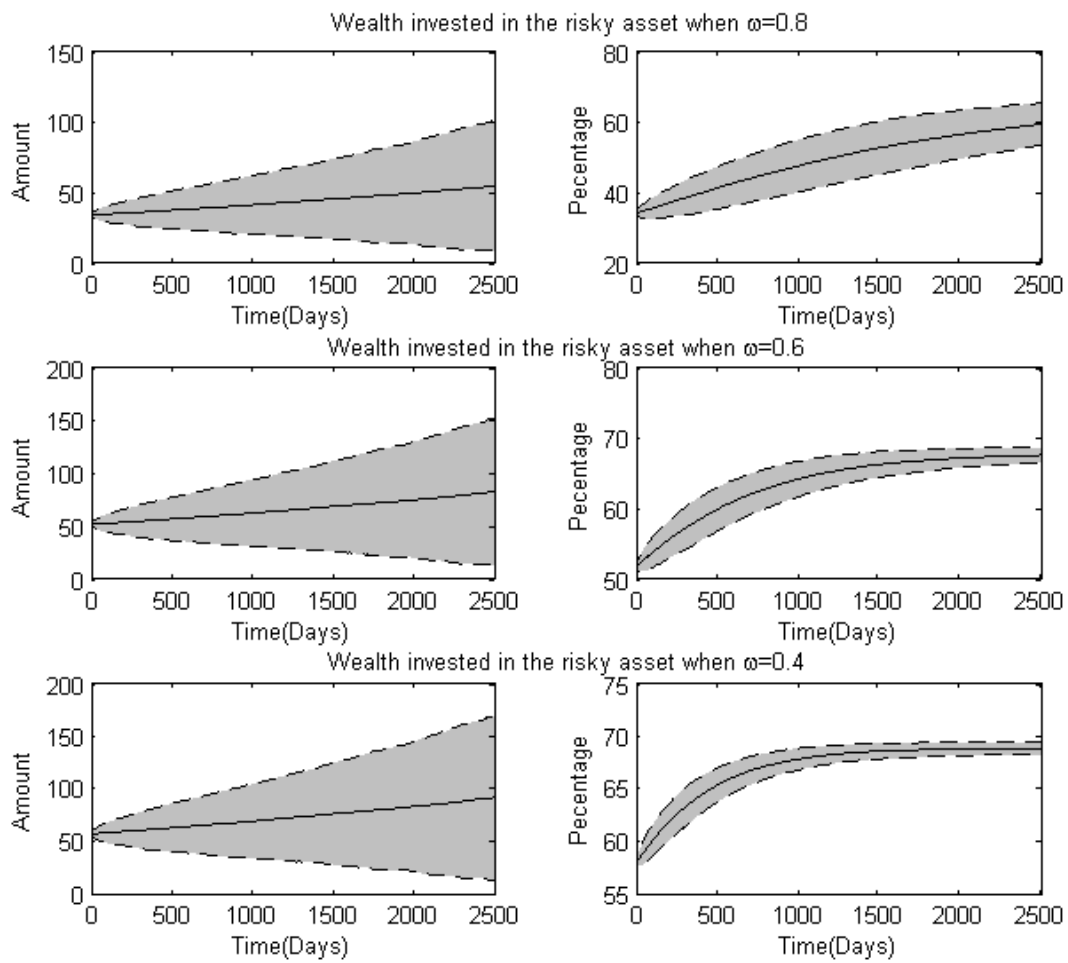 Wealth invested in the risky asset when ω=0.8
150
100
50
0
Amount
0 500 1000 1500 2000 2500
Time(Days)
80
60
40
20
Pecentage
0 500 1000 1500 2000 2500
Time(Days)
Wealth invested in the risky asset when ω=0.6
200
150
100
50
0
Amount
0 500 1000 1500 2000 2500
Time(Days)
80
70
60
50
Pecentage
0 500 1000 1500 2000 2500
Time(Days)
Wealth invested in the risky asset when ω=0.4
200
150
100
50
0
Amount
0 500 1000 1500 2000 2500
Time(Days)
75
70
65
60
55
Pecentage
0 500 1000 1500 2000 2500
Time(Days)